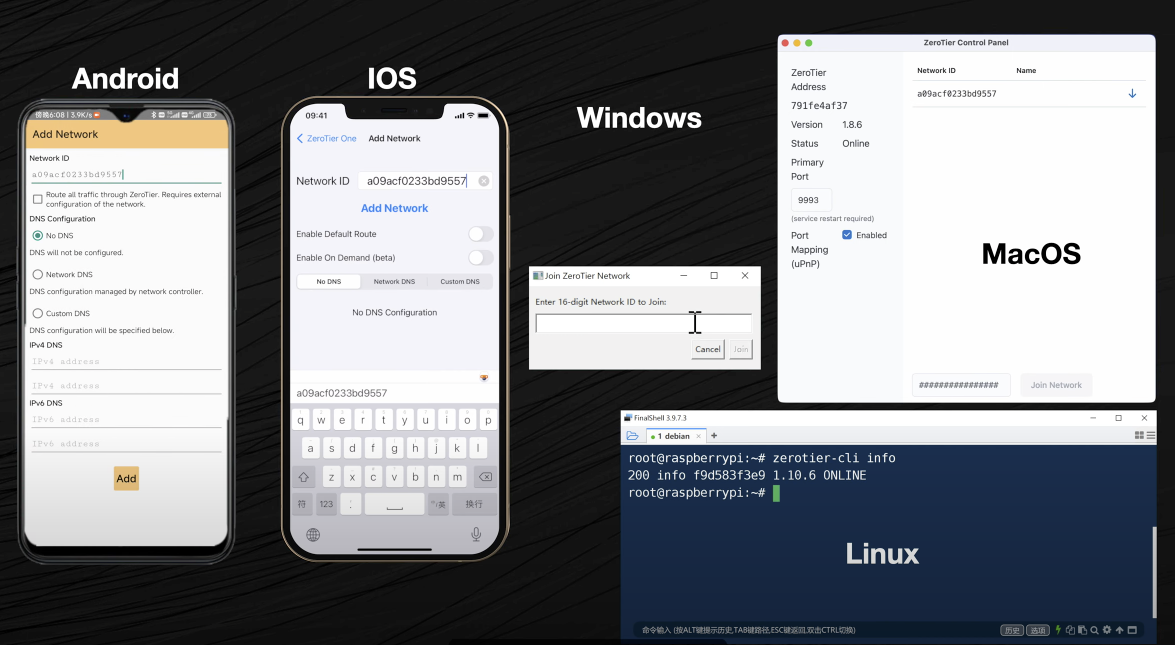 Android
傍晚6:08 | 3.9K/s
Add Network
Network ID
a09acf0233bd9557
Route all traffic through ZeroTier. Requires external
configuration of the network.
DNS Configuration
No DNS
DNS will not be configured.
Network DNS
DNS configuration managed by network controller.
Custom DNS
DNS configuration will be specified below.
IPv4 DNS
IPv4 address
IPv4 address
IPv6 DNS
IPv6 address
IPv6 address
Add
IOS
09:41
ZeroTier One Add Network
Network ID a09acf0233bd9557
Add Network
Enable Default Route
Enable On Demand (beta)
No DNS Network DNS Custom DNS
No DNS Configuration
a09acf0233bd9557
q w e r t y u i o p
a s d f g h j k l
z x c v b n m
符 123 英 换行
Windows
Join ZeroTier Network
Enter 16-digit Network ID to Join:
Cancel Join
ZeroTier Control Panel
ZeroTier
Address
791fe4af37
Version 1.8.6
Status Online
Primary
Port
9993
(service restart required)
Port
Mapping
(uPnP)
Enabled
Network ID Name
a09acf0233bd9557
MacOS
################ Join Network
FinalShell 3.9.7.3
1 debian +
root@raspberrypi:~# zerotier-cli info
200 info f9d583f3e9 1.10.6 ONLINE
root@raspberrypi:~#
Linux
命令输入 (按ALT键提示历史,TAB键路径,ESC键返回,双击CTRL切换)
历史 选项